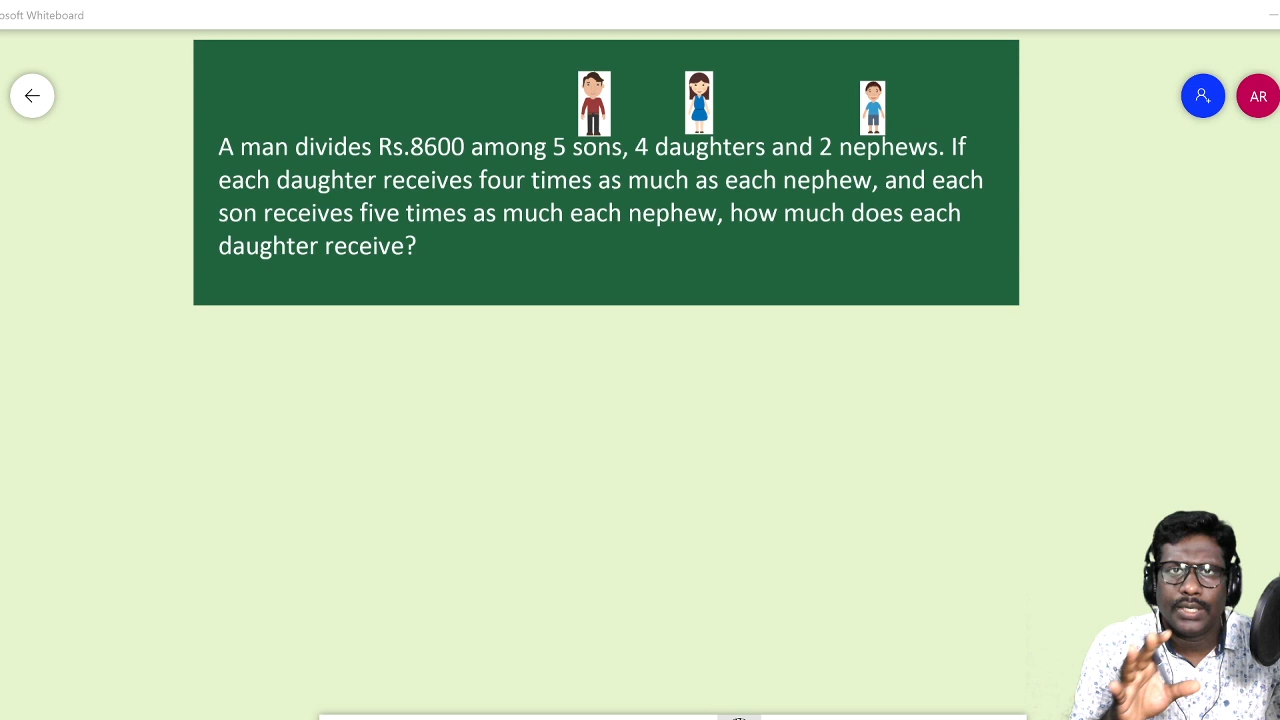 osoft Whiteboard
AR
A man divides Rs.8600 among 5 sons, 4 daughters and 2 nephews. If
each daughter receives four times as much as each nephew, and each
son receives five times as much each nephew, how much does each
daughter receive?